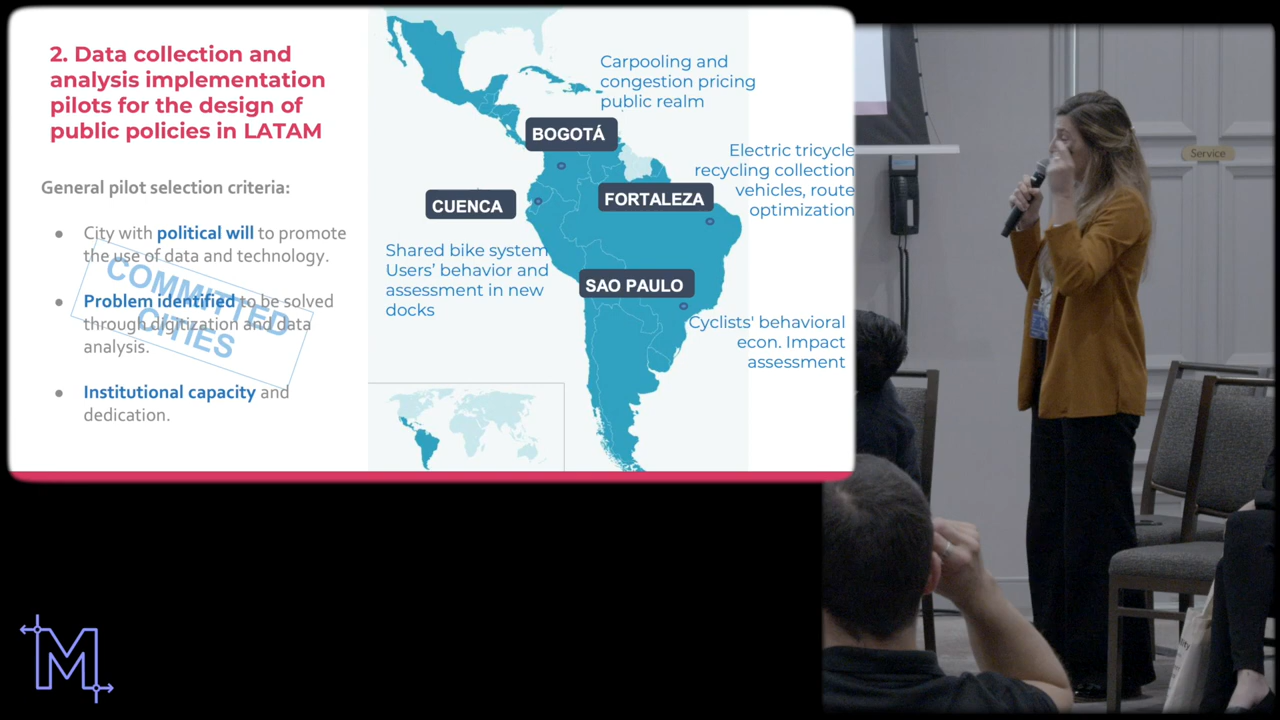 2. Data collection and
analysis implementation
pilots for the design of
public policies in LATAM
General pilot selection criteria:
● City with political will to promote
the use of data and technology.
● Problem identified to be solved
through digitization and data
analysis.
● Institutional capacity and
dedication.
COMMITTED
CITIES
Carpooling and
congestion pricing
public realm
BOGOTÁ
Electric tricycle
recycling collection
vehicles, route
optimization
FORTALEZA
CUENCA
Shared bike system
Users' behavior and
assessment in new
docks
SAO PAULO
Cyclists' behavioral
econ. Impact
assessment
Service
M